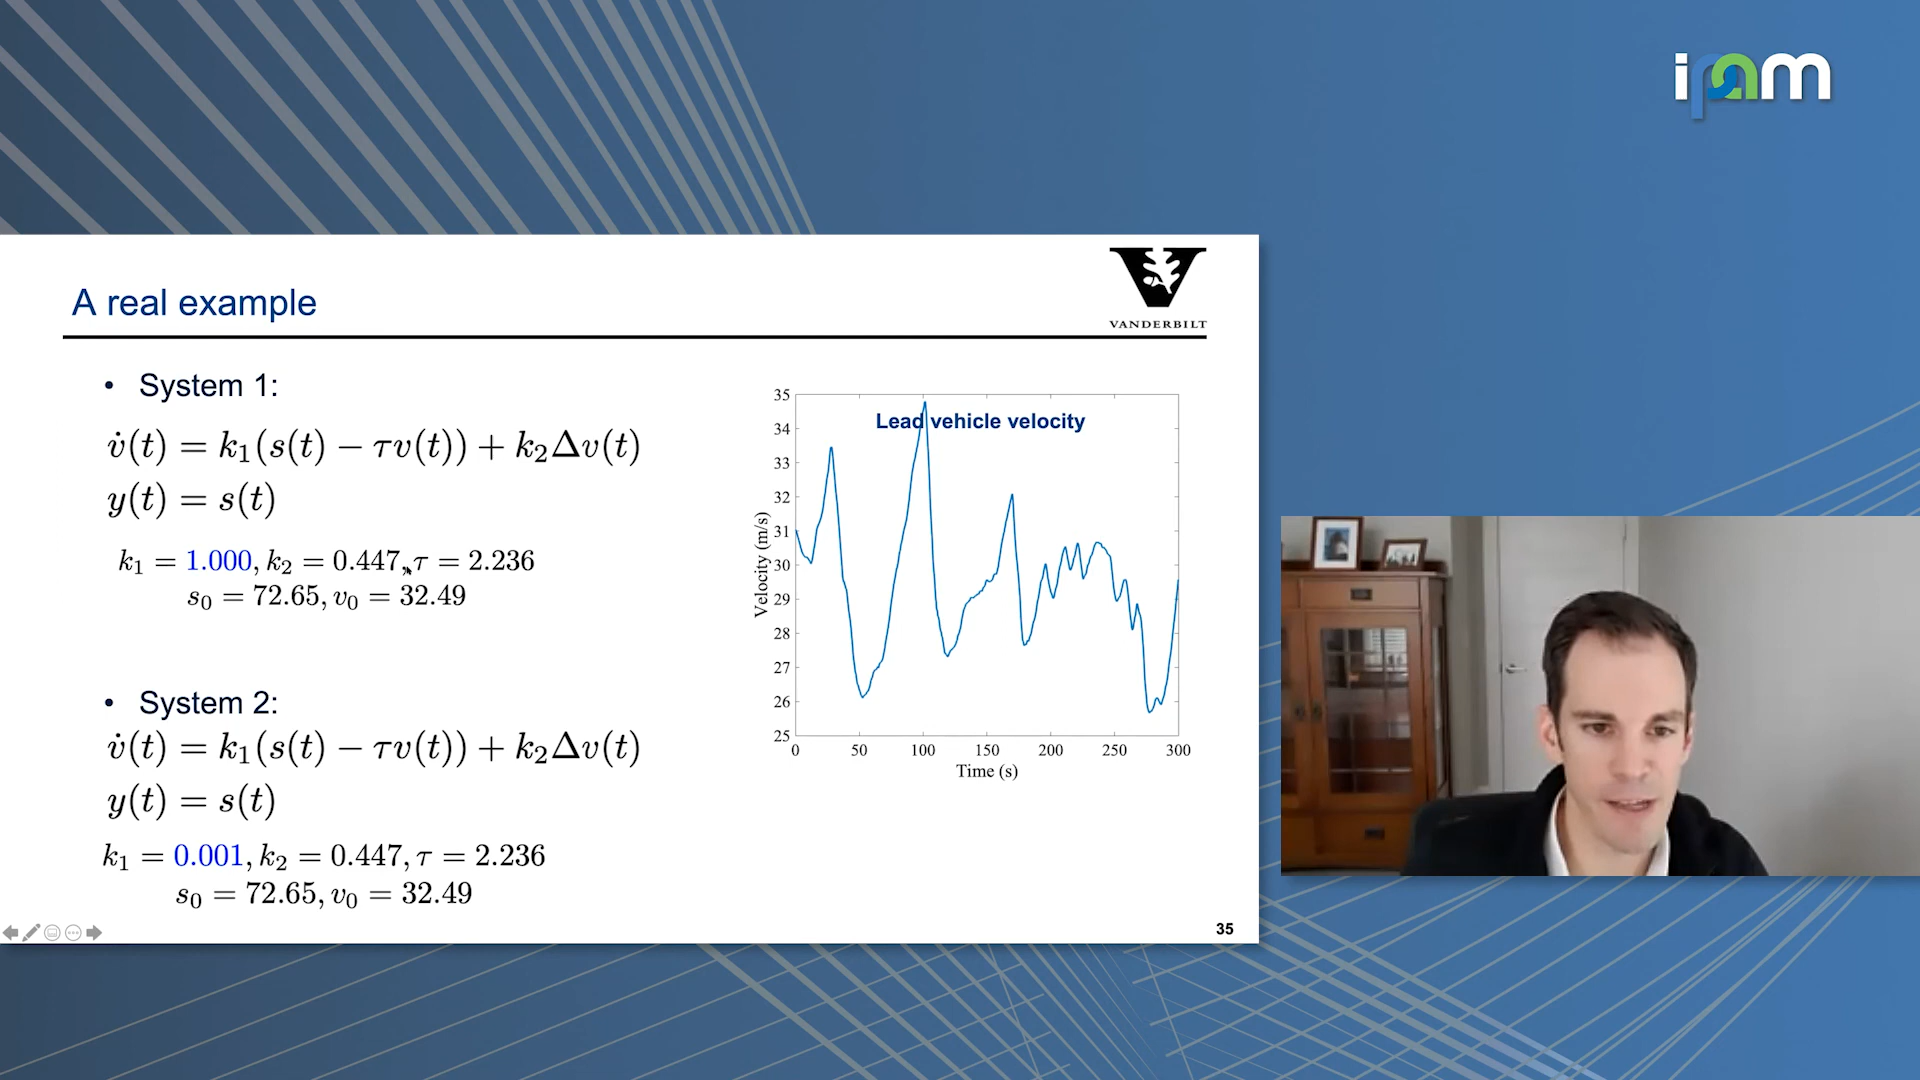 ipam
A real example
VANDERBILT
• System 1:
v̇(t) = k₁(s(t) − τv(t)) + k₂Δv(t)
y(t) = s(t)
k₁ = 1.000, k₂ = 0.447, τ = 2.236
s₀ = 72.65, v₀ = 32.49
• System 2:
v̇(t) = k₁(s(t) − τv(t)) + k₂Δv(t)
y(t) = s(t)
k₁ = 0.001, k₂ = 0.447, τ = 2.236
s₀ = 72.65, v₀ = 32.49
Lead vehicle velocity
Velocity (m/s)
35
34
33
32
31
30
29
28
27
26
25
0 50 100 150 200 250 300
Time (s)
35